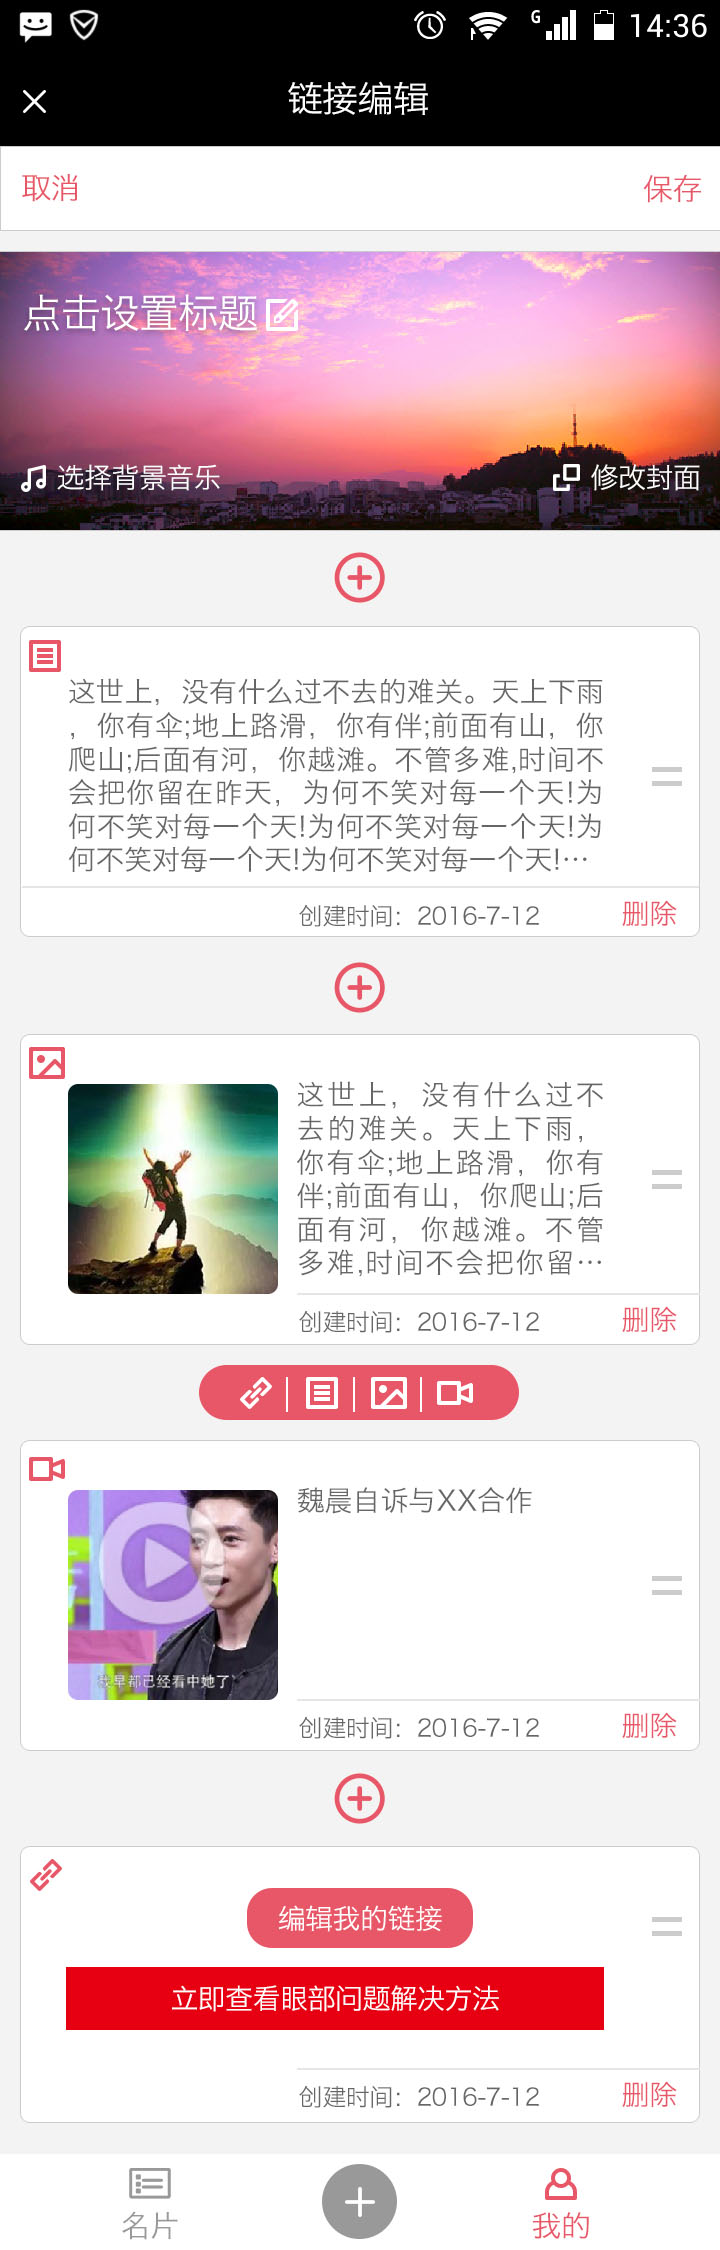 G 14:36
链接编辑
取消 保存
点击设置标题
选择背景音乐 修改封面
这世上，没有什么过不去的难关。天上下雨
，你有伞;地上路滑，你有伴;前面有山，你
爬山;后面有河，你越滩。不管多难,时间不
会把你留在昨天，为何不笑对每一个天!为
何不笑对每一个天!为何不笑对每一个天!为
何不笑对每一个天!为何不笑对每一个天!…
创建时间：2016-7-12 删除
这世上，没有什么过不
去的难关。天上下雨，
你有伞;地上路滑，你有
伴;前面有山，你爬山;后
面有河，你越滩。不管
多难,时间不会把你留…
创建时间：2016-7-12 删除
魏晨自诉与XX合作
我早都已经看中她了
创建时间：2016-7-12 删除
编辑我的链接
立即查看眼部问题解决方法
创建时间：2016-7-12 删除
名片 我的